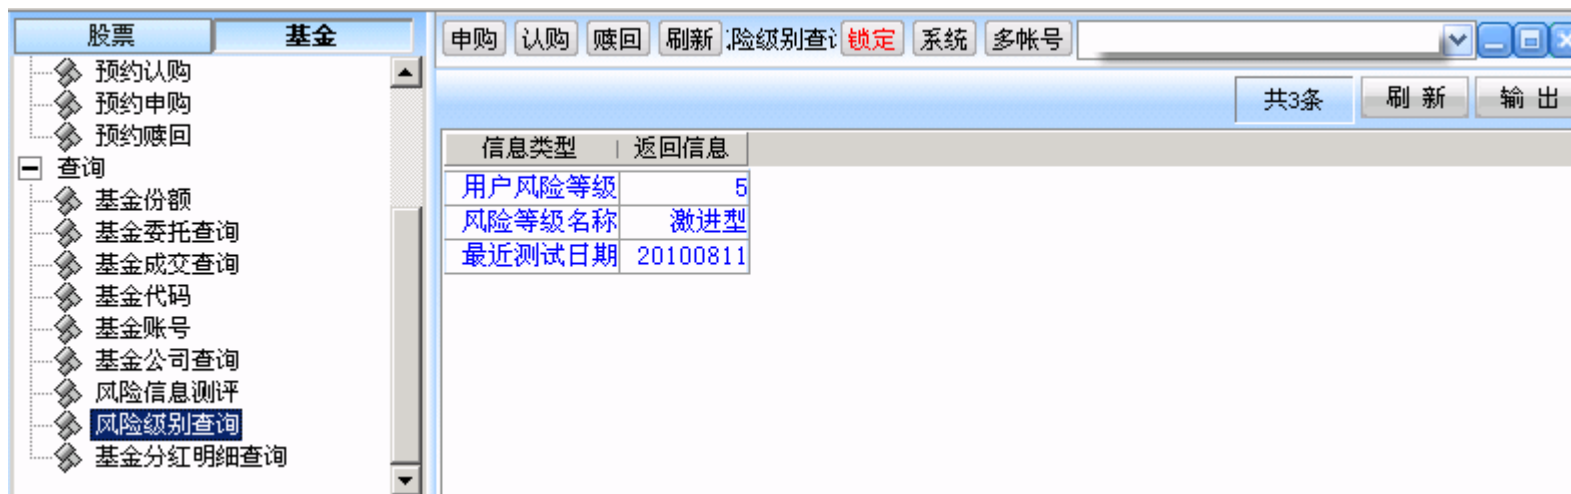 股票 基金
申购 认购 赎回 刷新 险级别查 锁定 系统 多帐号
预约认购
预约申购
预约赎回
查询
基金份额
基金委托查询
基金成交查询
基金代码
基金账号
基金公司查询
风险信息测评
风险级别查询
基金分红明细查询
共3条 刷 新 输 出
信息类型 返回信息
用户风险等级 5
风险等级名称 激进型
最近测试日期 20100811